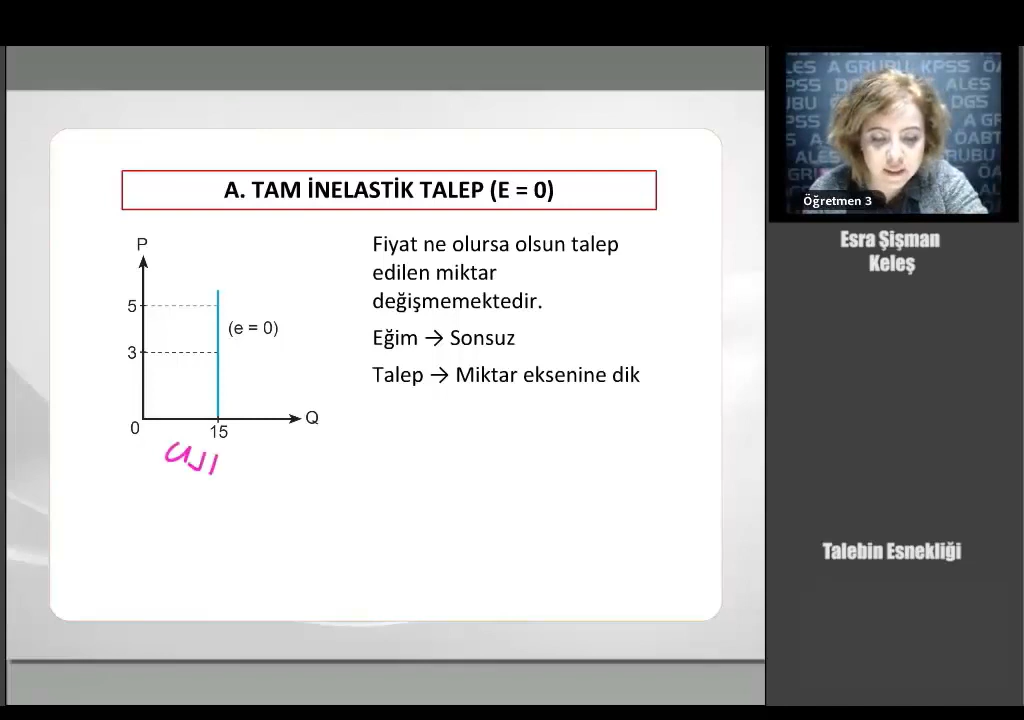 A. TAM İNELASTİK TALEP (E = 0)
P
5
3
0
15
Q
(e = 0)
Fiyat ne olursa olsun talep
edilen miktar
değişmemektedir.
Eğim → Sonsuz
Talep → Miktar eksenine dik
Öğretmen 3
Esra Şişman
Keleş
Talebin Esnekliği